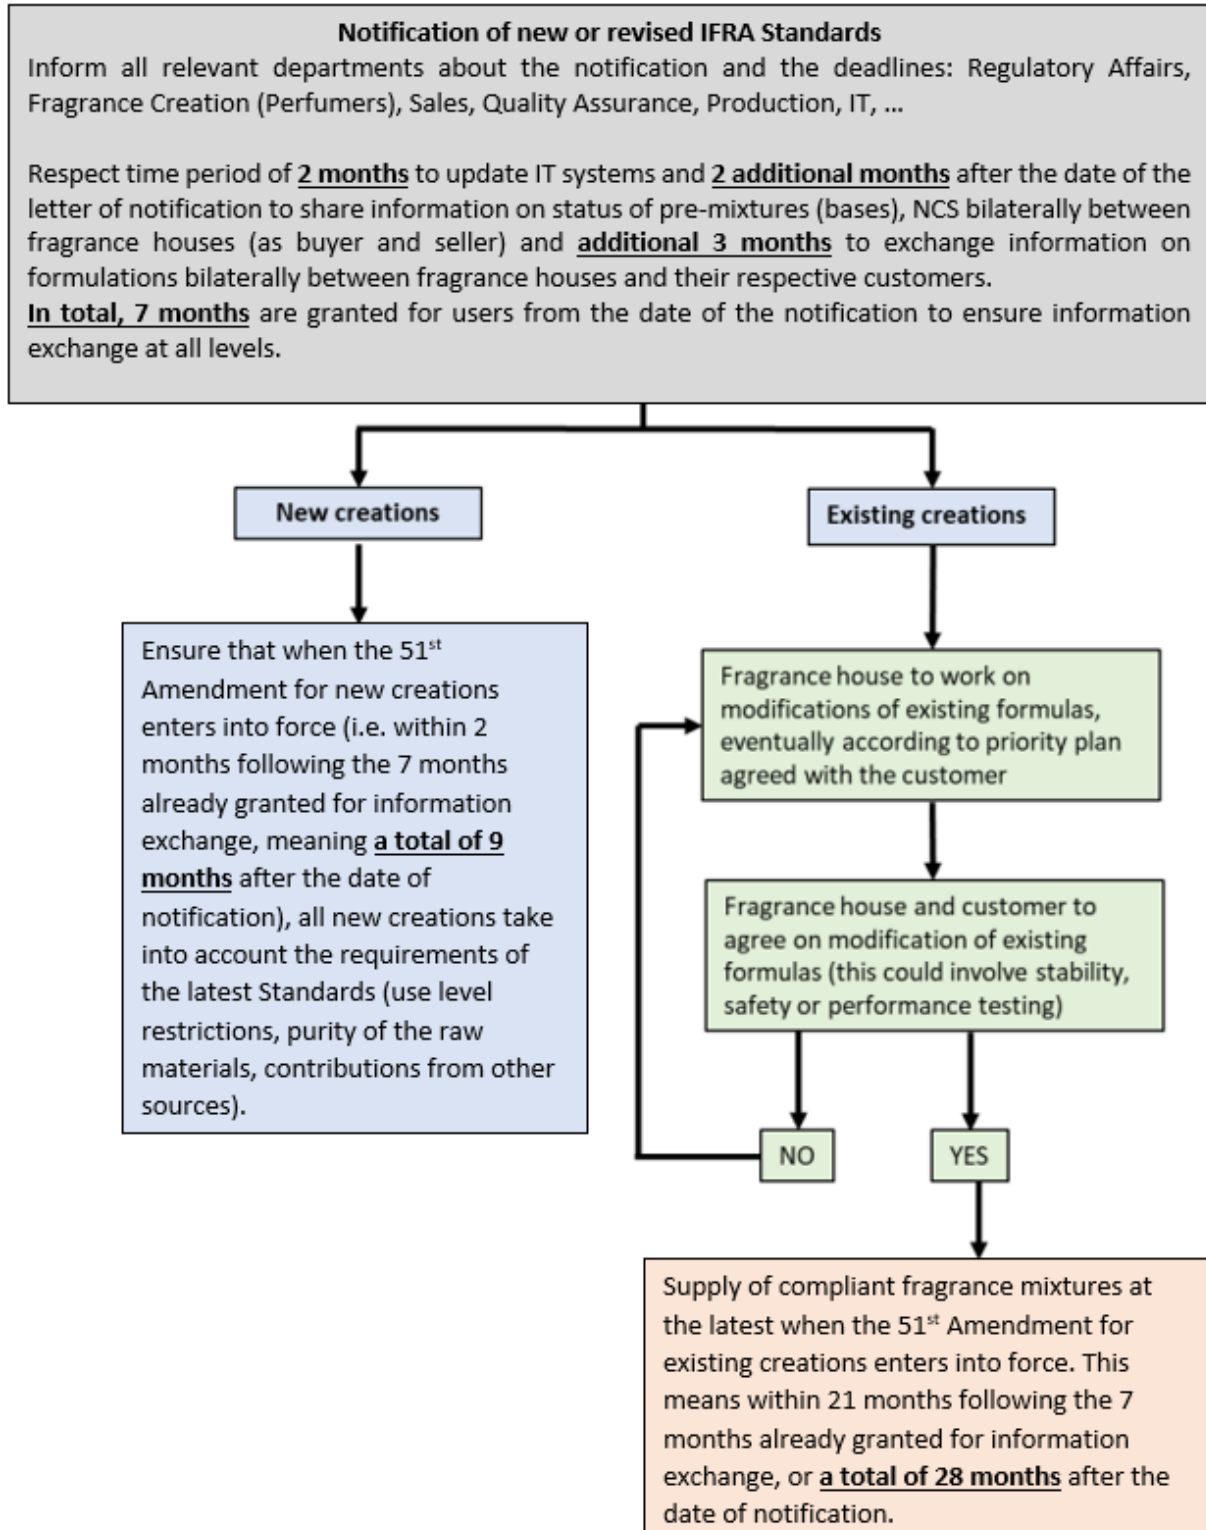 Notification of new or revised IFRA Standards
Inform all relevant departments about the notification and the deadlines: Regulatory Affairs,
Fragrance Creation (Perfumers), Sales, Quality Assurance, Production, IT, …
Respect time period of 2 months to update IT systems and 2 additional months after the date of the
letter of notification to share information on status of pre-mixtures (bases), NCS bilaterally between
fragrance houses (as buyer and seller) and additional 3 months to exchange information on
formulations bilaterally between fragrance houses and their respective customers.
In total, 7 months are granted for users from the date of the notification to ensure information
exchange at all levels.
New creations
Ensure that when the 51st
Amendment for new creations
enters into force (i.e. within 2
months following the 7 months
already granted for information
exchange, meaning a total of 9
months after the date of
notification), all new creations take
into account the requirements of
the latest Standards (use level
restrictions, purity of the raw
materials, contributions from other
sources).
Existing creations
Fragrance house to work on
modifications of existing formulas,
eventually according to priority plan
agreed with the customer
Fragrance house and customer to
agree on modification of existing
formulas (this could involve stability,
safety or performance testing)
NO
YES
Supply of compliant fragrance mixtures at
the latest when the 51st Amendment for
existing creations enters into force. This
means within 21 months following the 7
months already granted for information
exchange, or a total of 28 months after the
date of notification.